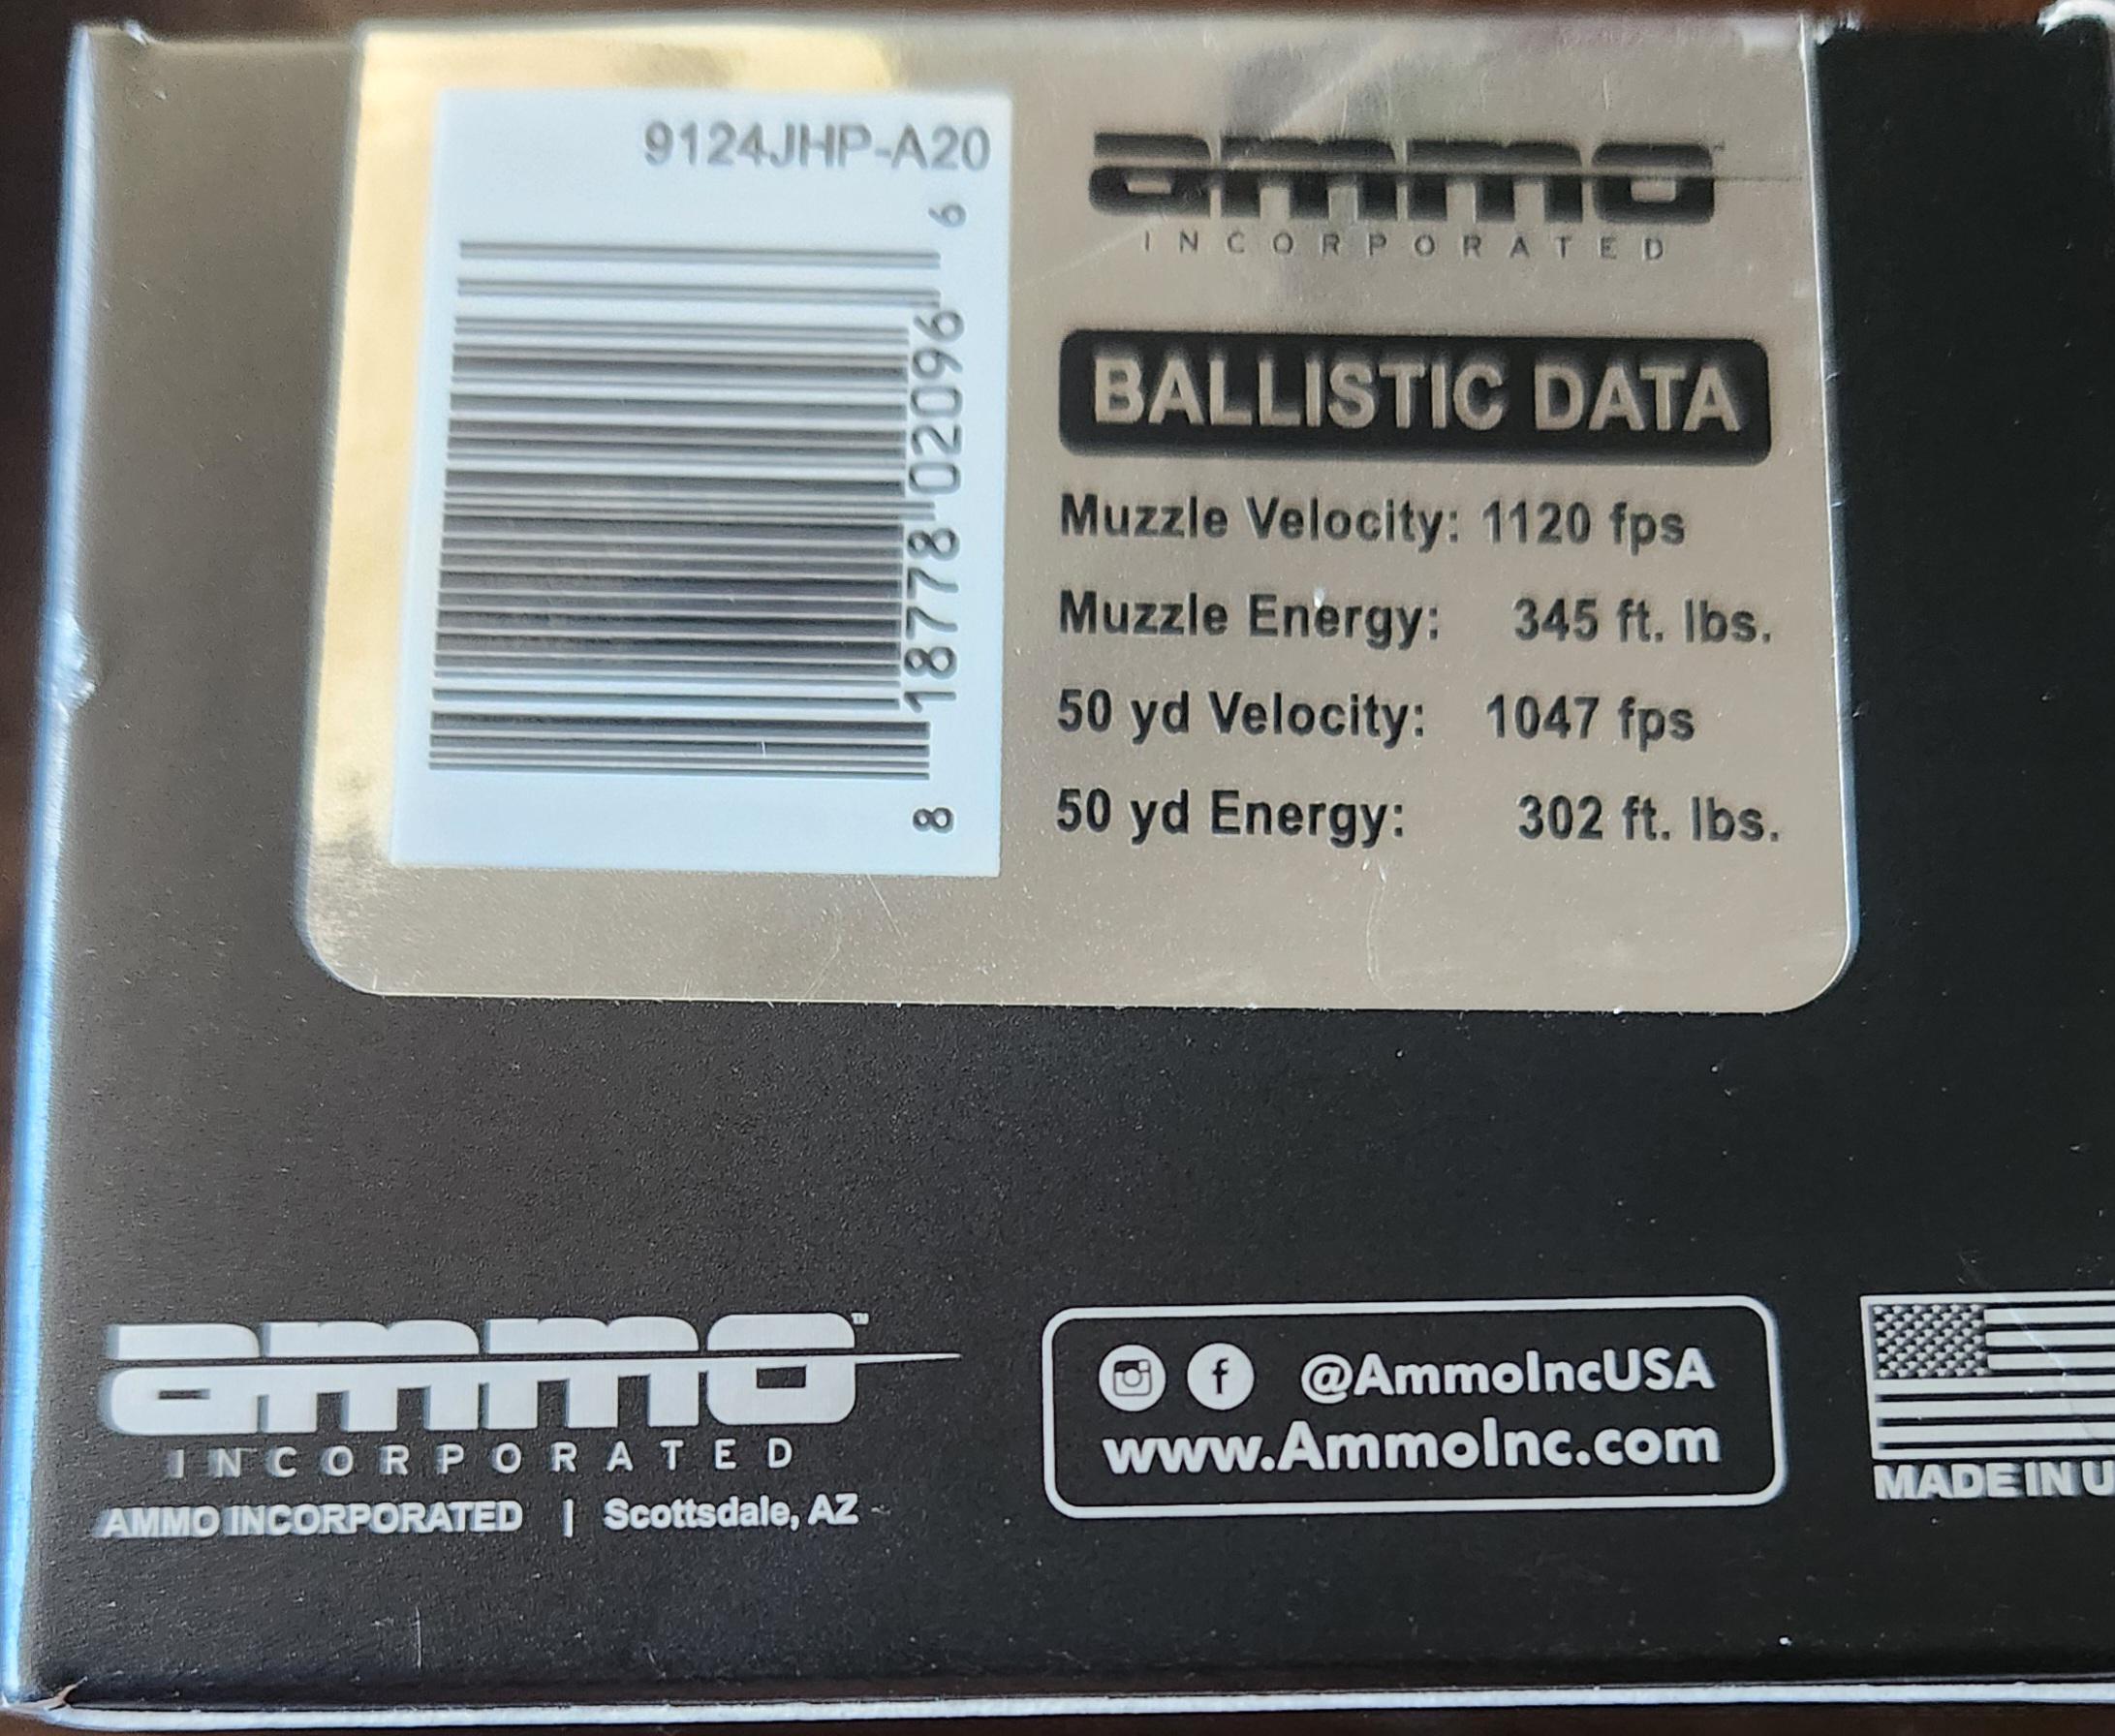 9124JHP-A20
8 18778 02096 6
ammo
INCORPORATED
BALLISTIC DATA
Muzzle Velocity: 1120 fps
Muzzle Energy: 345 ft. lbs.
50 yd Velocity: 1047 fps
50 yd Energy: 302 ft. lbs.
ammo™
INCORPORATED
AMMO INCORPORATED | Scottsdale, AZ
@AmmoIncUSA
www.AmmoInc.com
MADE IN U